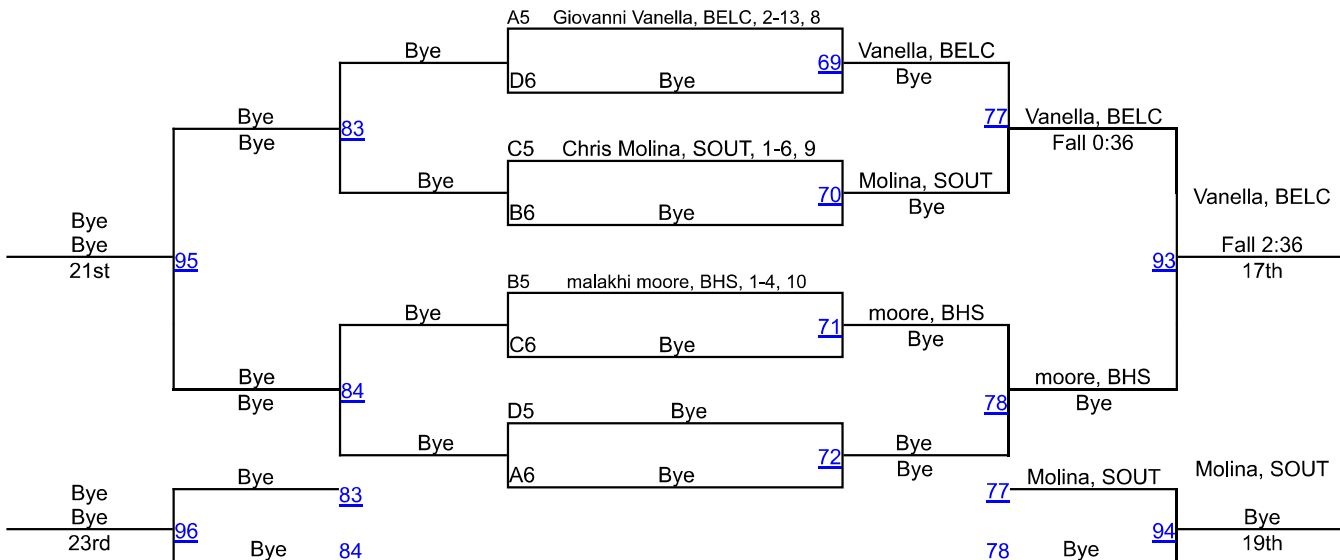 A5 Giovanni Vanella, BELC, 2-13, 8
Bye 69 Vanella, BELC
D6 Bye Bye
Bye 83 77 Vanella, BELC
Bye Fall 0:36
C5 Chris Molina, SOUT, 1-6, 9
Bye 70 Molina, SOUT
B6 Bye Bye
Vanella, BELC
Bye
Bye 95 93 Fall 2:36
21st 17th
B5 malakhi moore, BHS, 1-4, 10
Bye 71 moore, BHS
C6 Bye Bye
Bye 84 78 moore, BHS
Bye Bye
D5 Bye
Bye 72 Bye
A6 Bye Bye
Bye 83 77 Molina, SOUT Molina, SOUT
Bye
Bye 96 94 Bye
23rd 19th
Bye 84 78 Bye